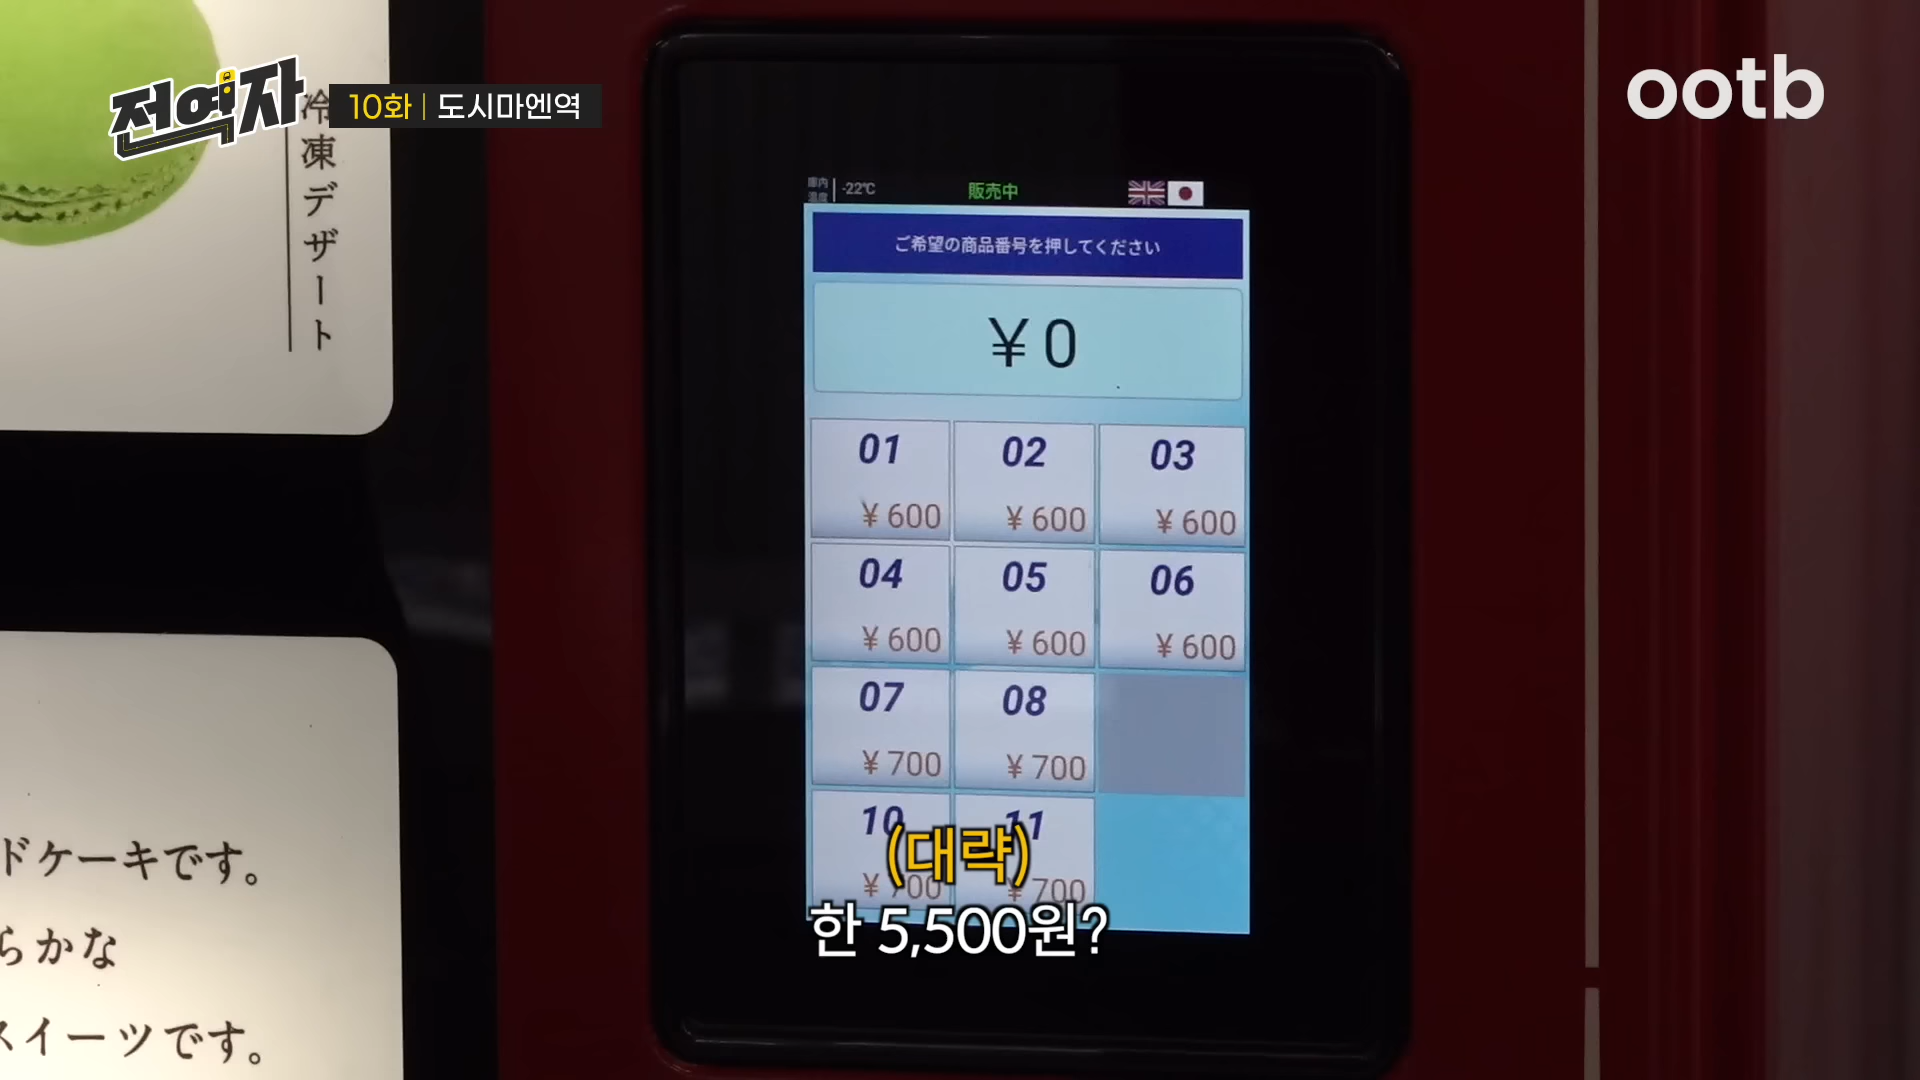 전역자
10화 | 도시마엔역
ootb
冷凍デザート
庫内温度 -22℃
販売中
ご希望の商品番号を押してください
¥0
01
¥600
02
¥600
03
¥600
04
¥600
05
¥600
06
¥600
07
¥700
08
¥700
10
¥700
11
¥700
ドケーキです。
らかな
スイーツです。
(대략)
한 5,500원?